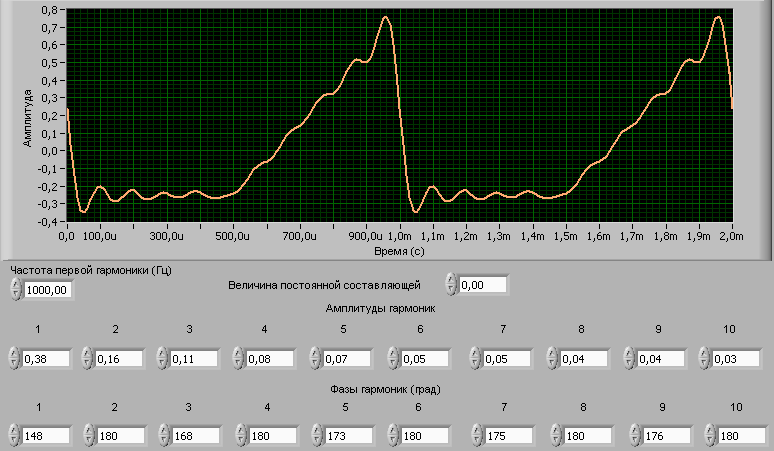 0,8
0,7
0,6
0,5
0,4
0,3
0,2
0,1
-0,1
-0,2
-0,3
-0,4
Амплитуда
0,0 100,0u 300,0u 500,0u 700,0u 900,0u 1,0m 1,1m 1,2m 1,3m 1,4m 1,5m 1,6m 1,7m 1,8m 1,9m 2,0m
Время (с)
Частота первой гармоники (Гц)
1000,00
Величина постоянной составляющей 0,00
Амплитуды гармоник
1 2 3 4 5 6 7 8 9 10
0,38 0,16 0,11 0,08 0,07 0,05 0,05 0,04 0,04 0,03
Фазы гармоник (град)
1 2 3 4 5 6 7 8 9 10
148 180 168 180 173 180 175 180 176 180